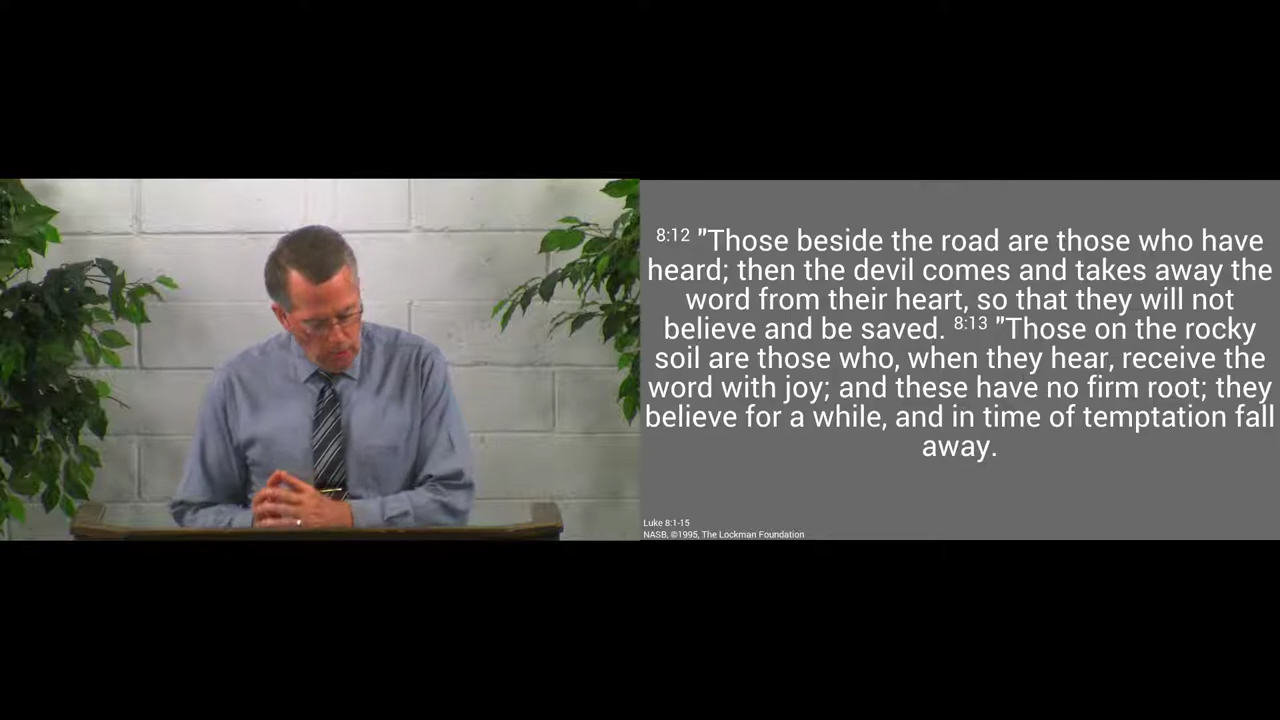 8:12 "Those beside the road are those who have
heard; then the devil comes and takes away the
word from their heart, so that they will not
believe and be saved. 8:13 "Those on the rocky
soil are those who, when they hear, receive the
word with joy; and these have no firm root; they
believe for a while, and in time of temptation fall
away.
Luke 8:1-15
NASB, ©1995, The Lockman Foundation